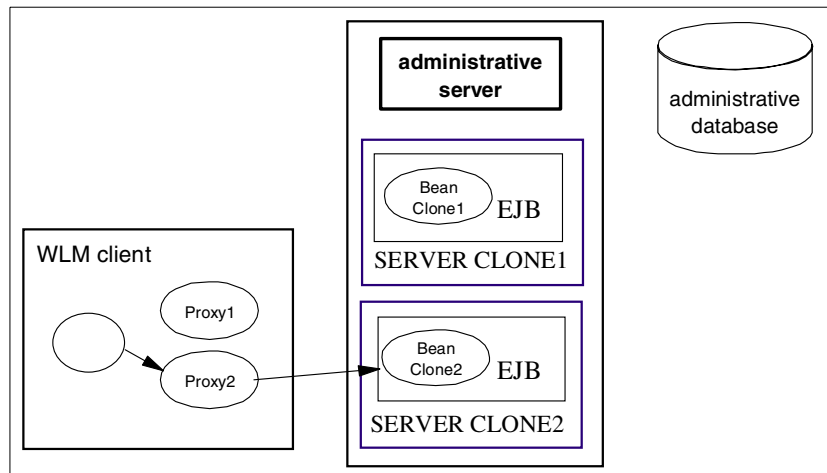 administrative
server
administrative
database
Bean
Clone1
EJB
SERVER CLONE1
WLM client
Proxy1
Proxy2
Bean
Clone2
EJB
SERVER CLONE2